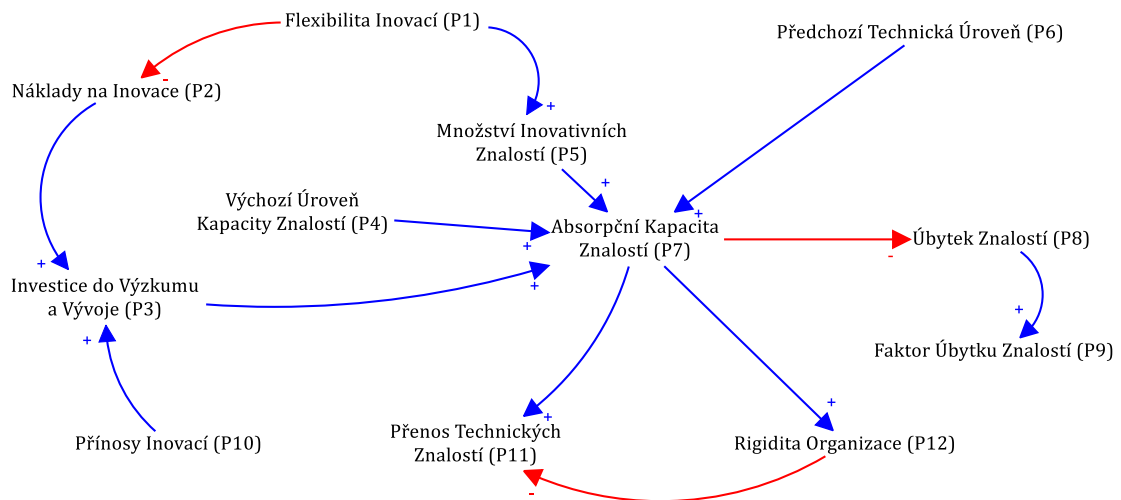 Flexibilita Inovací (P1)
Předchozí Technická Úroveň (P6)
-
Náklady na Inovace (P2)
+
Množství Inovativních
Znalostí (P5)
+
Výchozí Úroveň
Kapacity Znalostí (P4)
+
Absorpční Kapacita
Znalostí (P7)
+
-
Úbytek Znalostí (P8)
+
+
Investice do Výzkumu
a Vývoje (P3)
+
+
+
Faktor Úbytku Znalostí (P9)
+
+
Přínosy Inovací (P10)
Přenos Technických
Znalostí (P11)
Rigidita Organizace (P12)
-